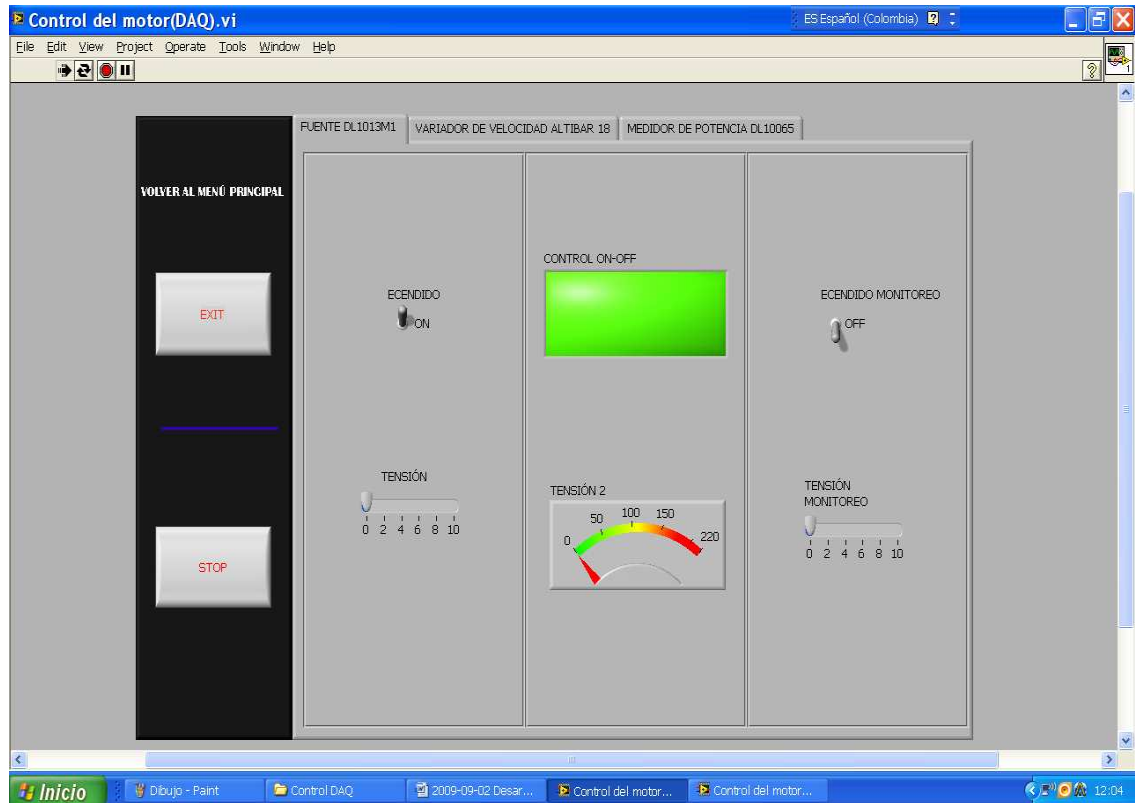 Control del motor(DAQ).vi
ES Español (Colombia)
File Edit View Project Operate Tools Window Help
1
FUENTE DL1013M1
VARIADOR DE VELOCIDAD ALTIBAR 18
MEDIDOR DE POTENCIA DL10065
VOLVER AL MENÚ PRINCIPAL
EXIT
STOP
ECENDIDO
ON
TENSIÓN
0 2 4 6 8 10
CONTROL ON-OFF
TENSIÓN 2
0 50 100 150 220
ECENDIDO MONITOREO
OFF
TENSIÓN
MONITOREO
0 2 4 6 8 10
Inicio
Dibujo - Paint
Control DAQ
2009-09-02 Desar...
Control del motor...
Control del motor...
12:04